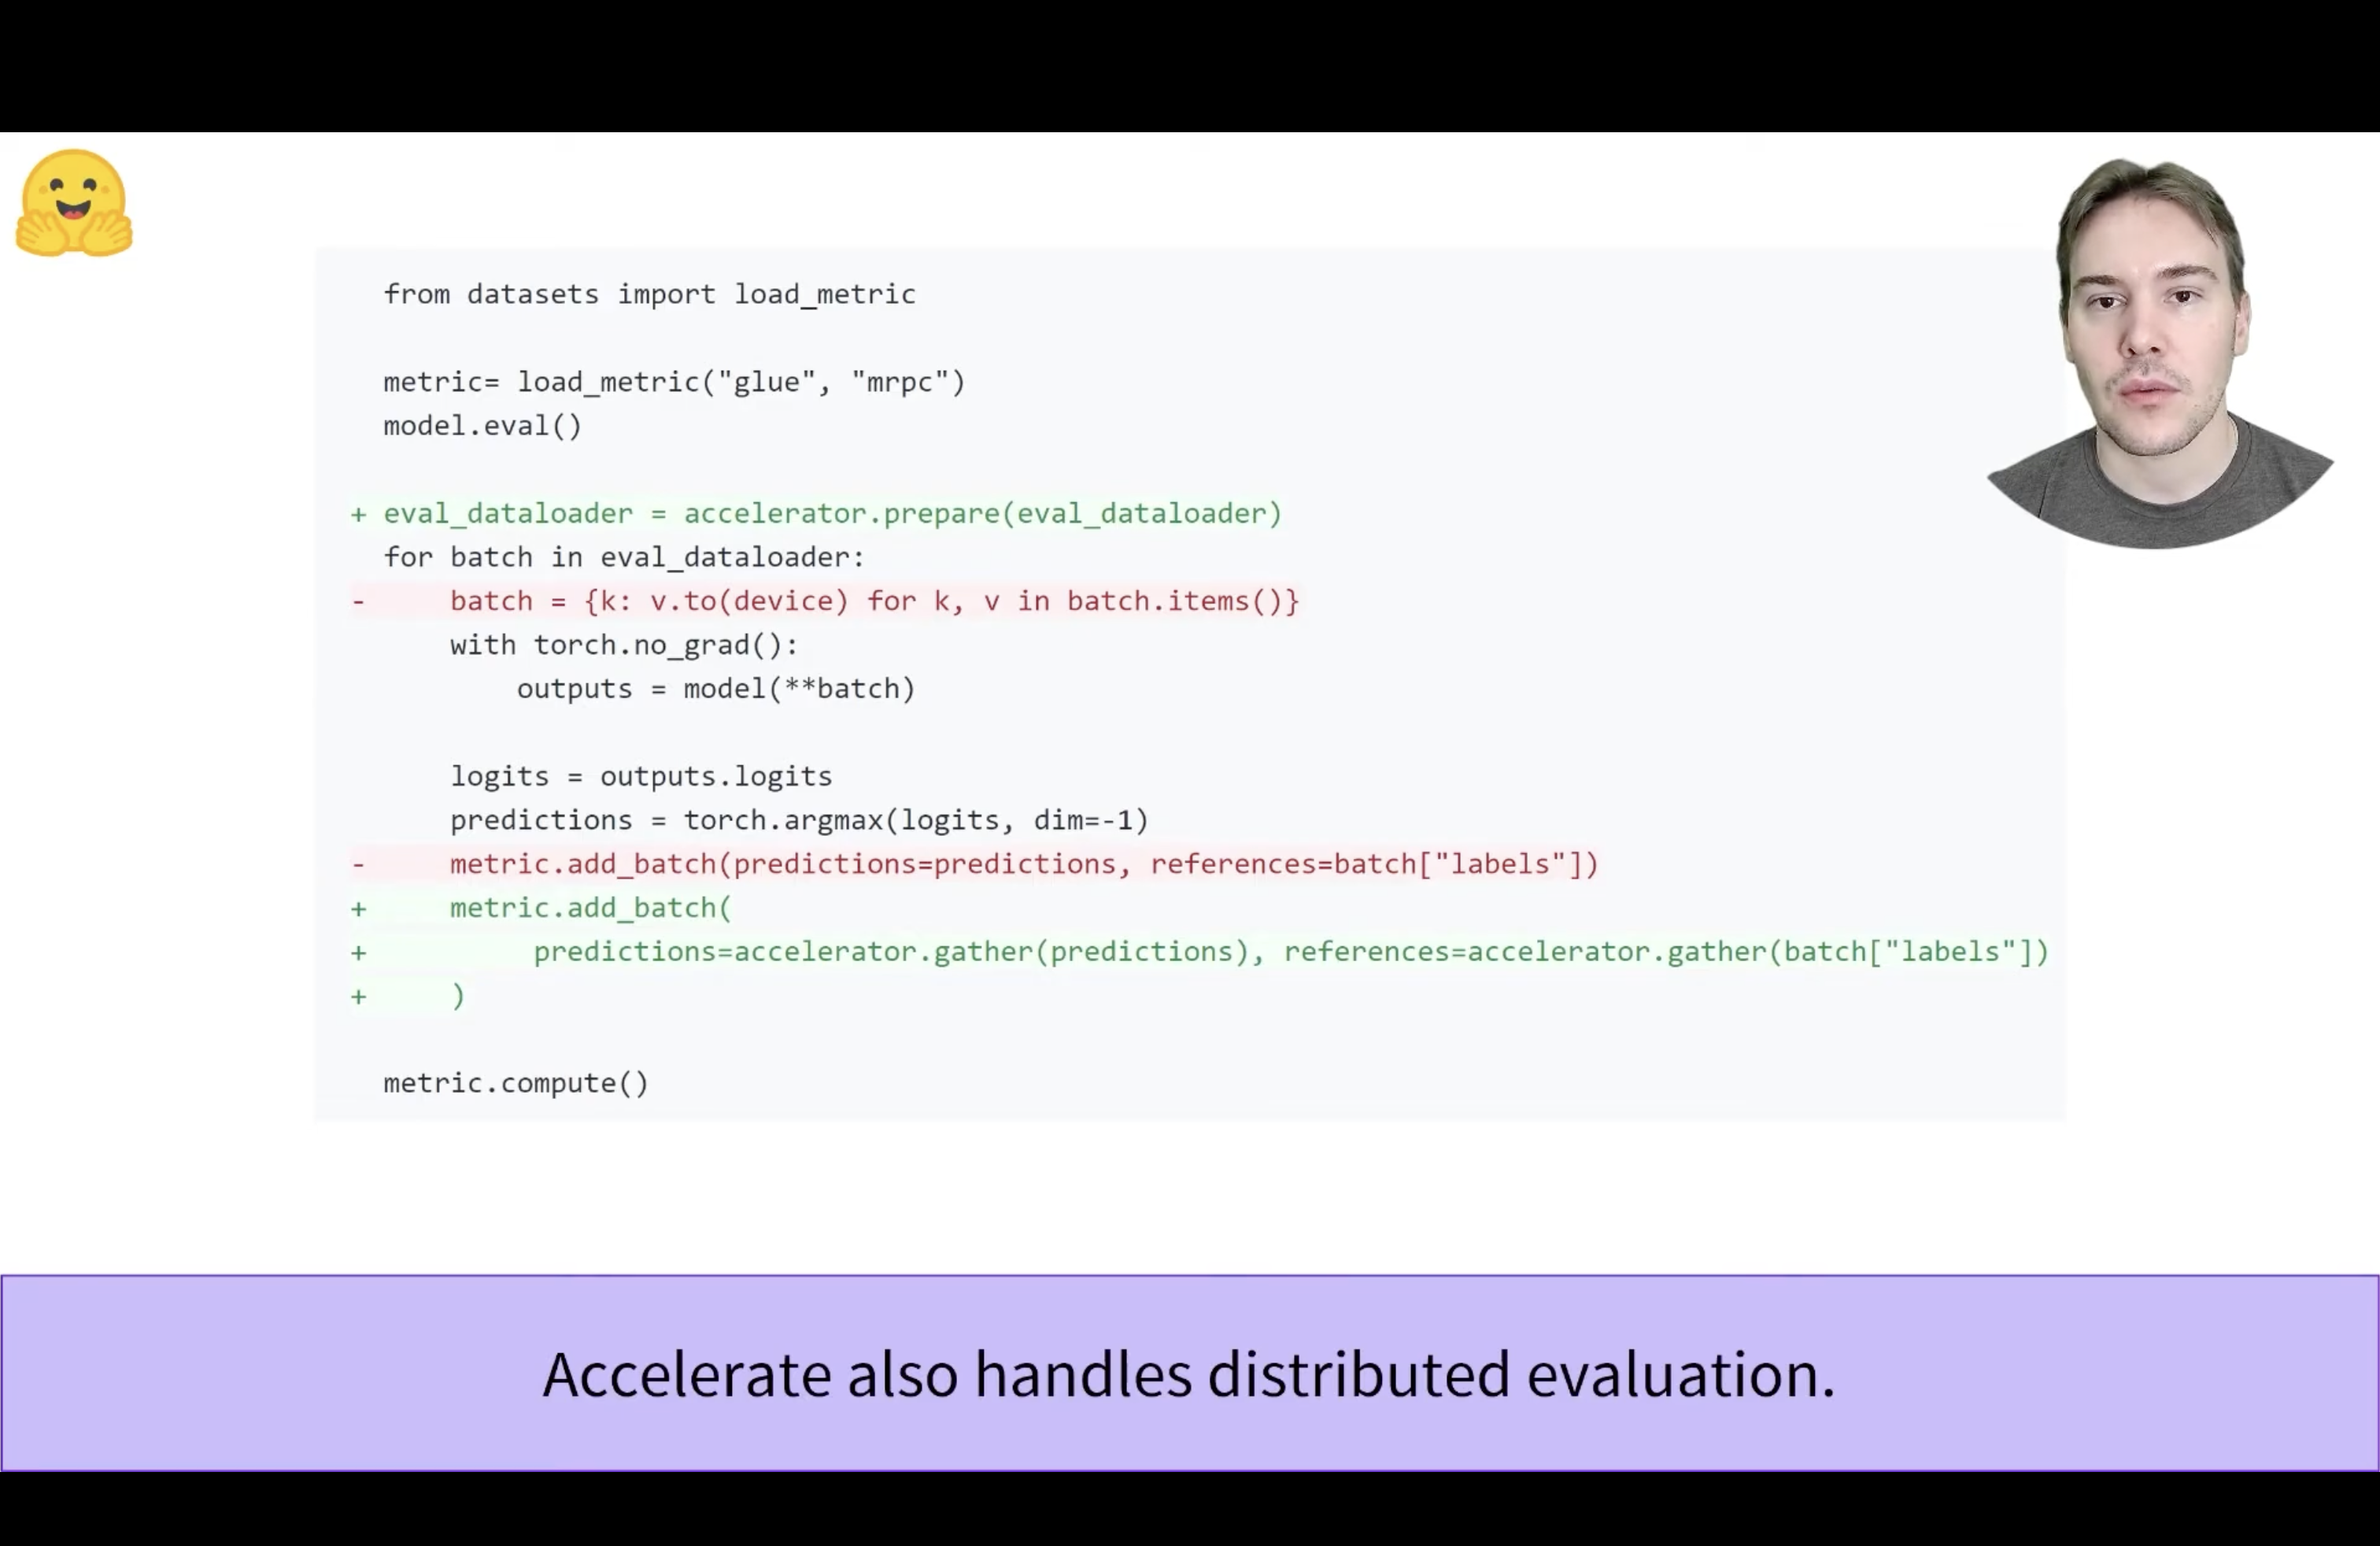 from datasets import load_metric
metric= load_metric("glue", "mrpc")
model.eval()
+ eval_dataloader = accelerator.prepare(eval_dataloader)
for batch in eval_dataloader:
-     batch = {k: v.to(device) for k, v in batch.items()}
with torch.no_grad():
outputs = model(**batch)
logits = outputs.logits
predictions = torch.argmax(logits, dim=-1)
-     metric.add_batch(predictions=predictions, references=batch["labels"])
+     metric.add_batch(
+          predictions=accelerator.gather(predictions), references=accelerator.gather(batch["labels"])
+     )
metric.compute()
Accelerate also handles distributed evaluation.